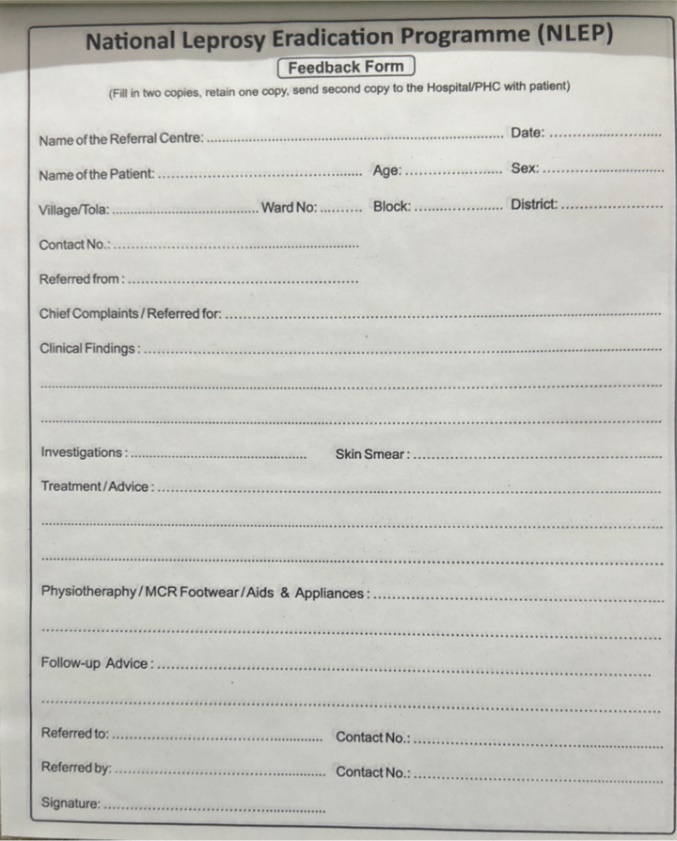 National Leprosy Eradication Programme (NLEP)
Feedback Form
(Fill in two copies, retain one copy, send second copy to the Hospital/PHC with patient)
Name of the Referral Centre: ........................ Date: ............
Name of the Patient: ........................ Age: ............ Sex: ............
Village/Tola: ................ Ward No: ........ Block: ............ District: ............
Contact No.: ........................
Referred from : ........................
Chief Complaints / Referred for: ........................
Clinical Findings : ........................
Investigations : ................ Skin Smear : ................
Treatment / Advice : ........................
Physiotheraphy / MCR Footwear / Aids & Appliances : ................
Follow-up Advice : ........................
Referred to: ................ Contact No.: ................
Referred by: ................ Contact No.: ................
Signature: ................